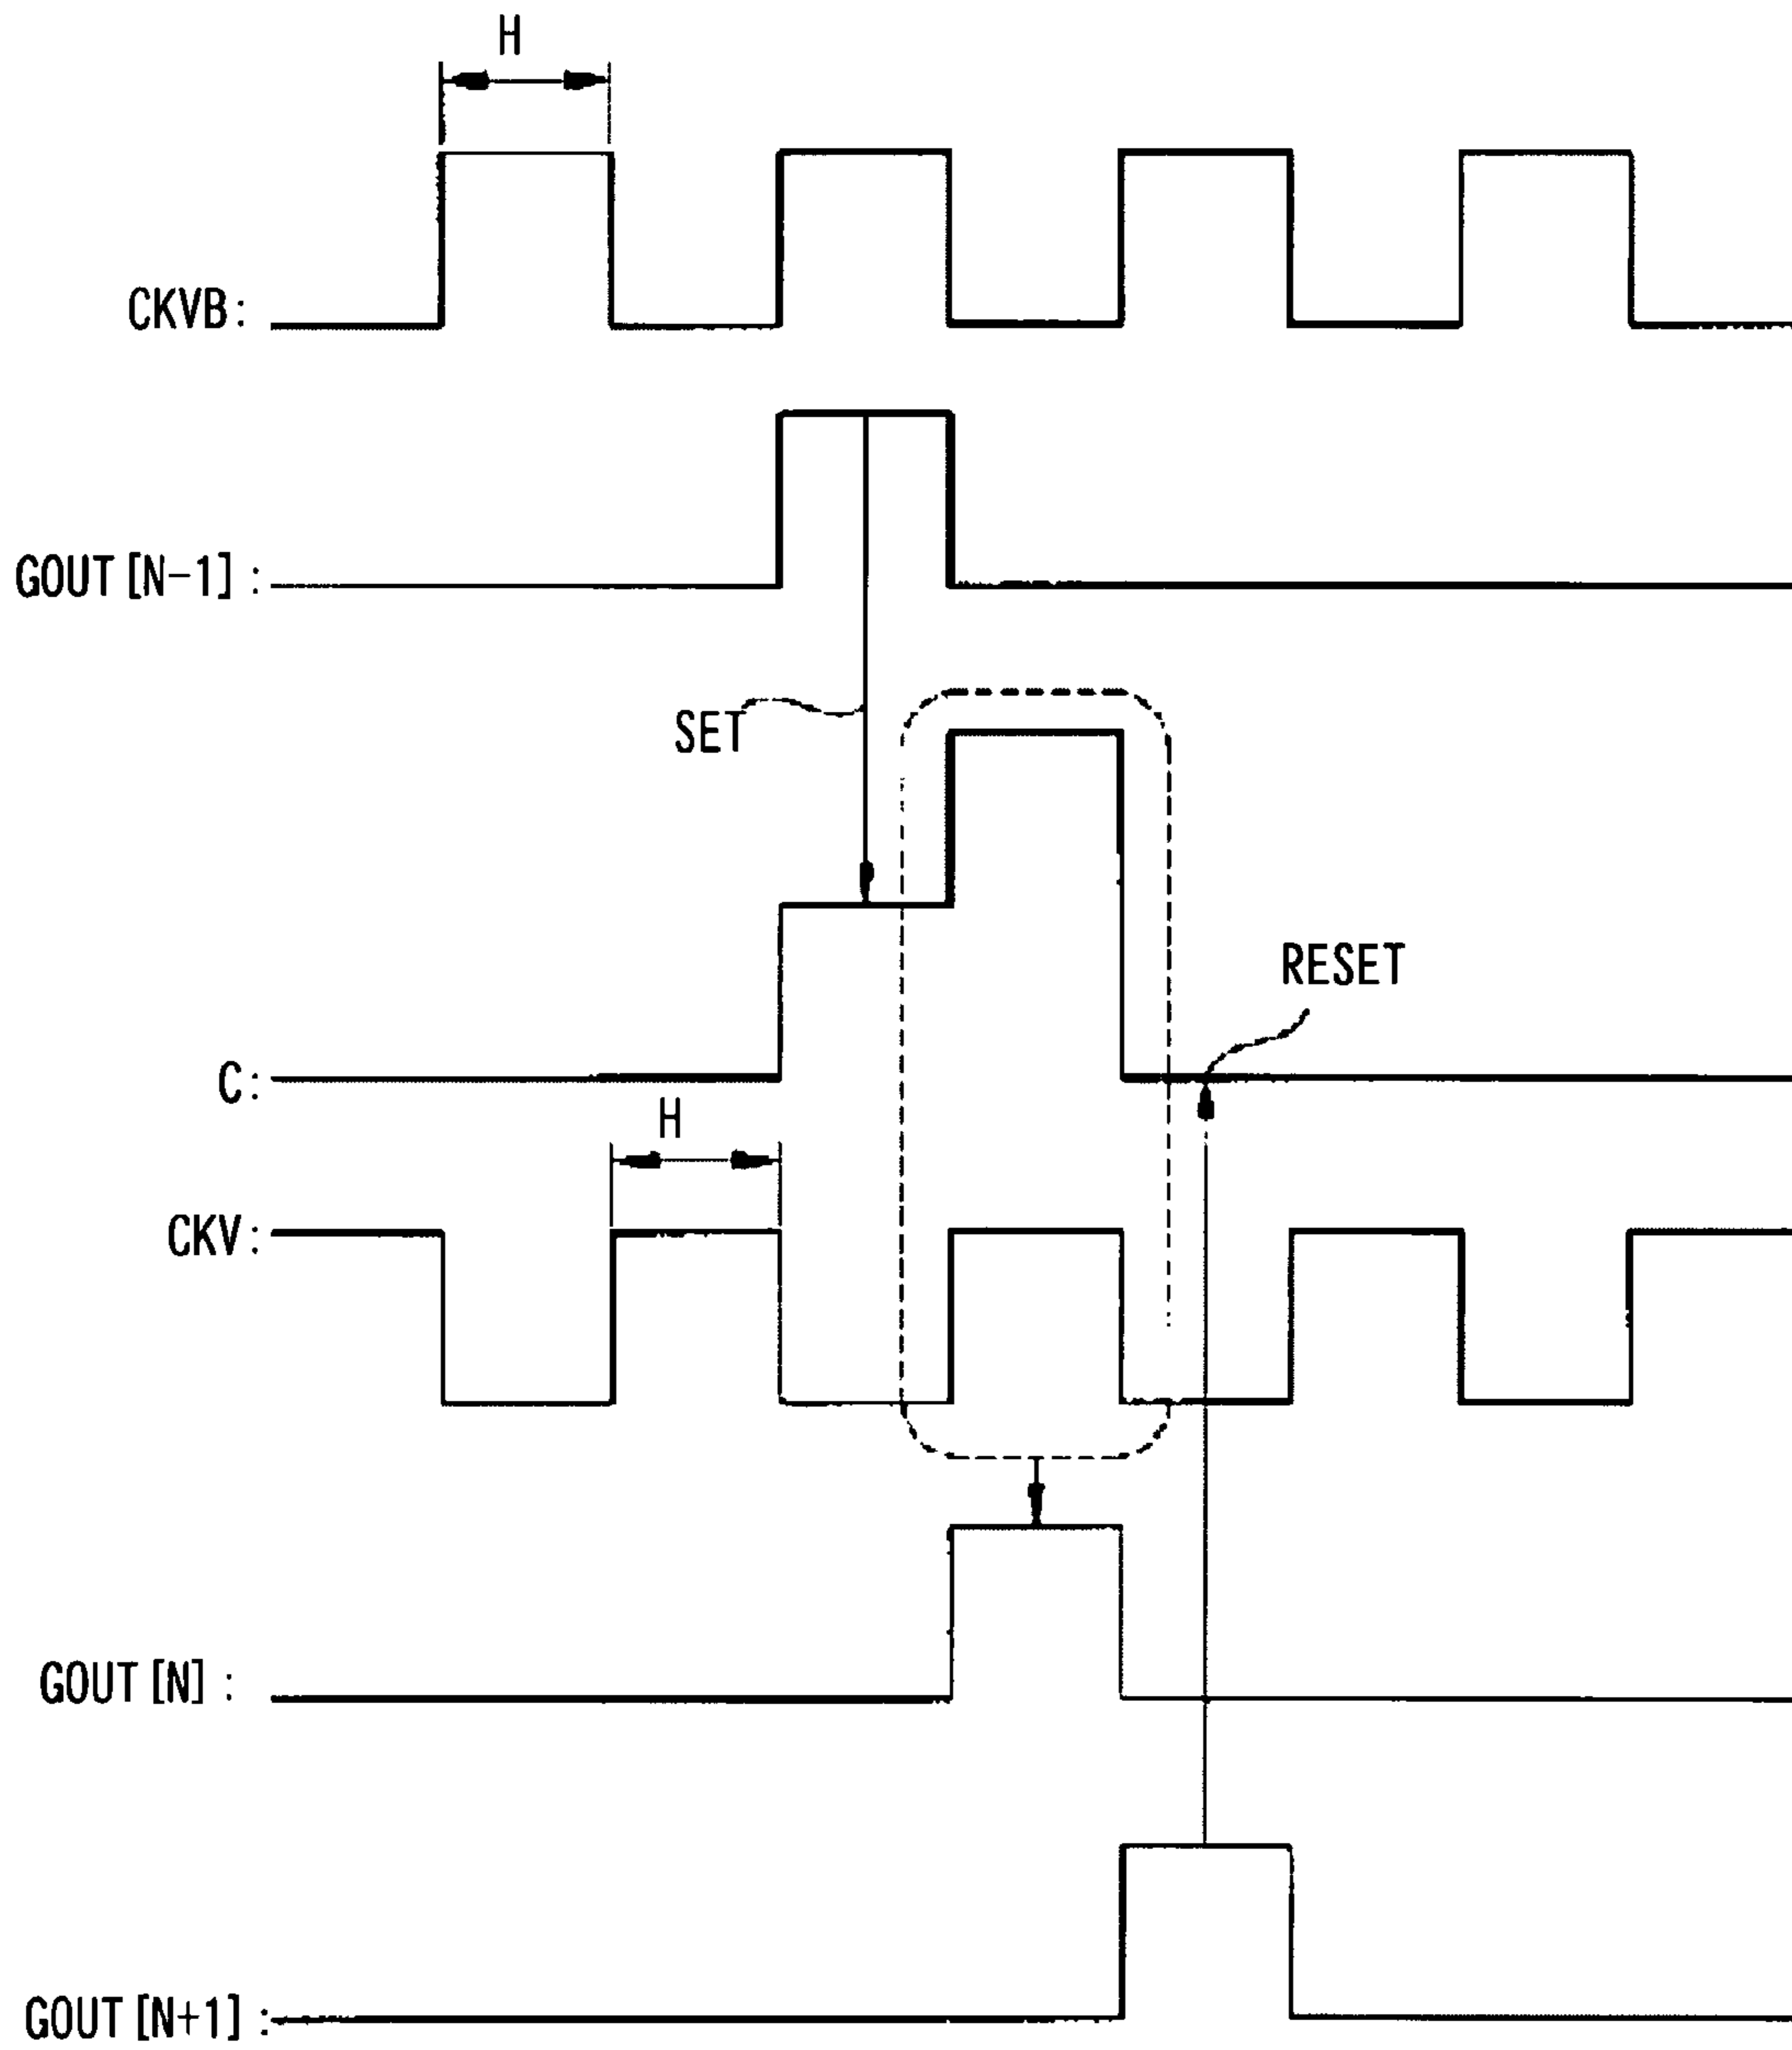 H
CKVB:
GOUT [N-1] :
SET
RESET
C:
H
CKV:
GOUT [N] :
GOUT [N+1] :